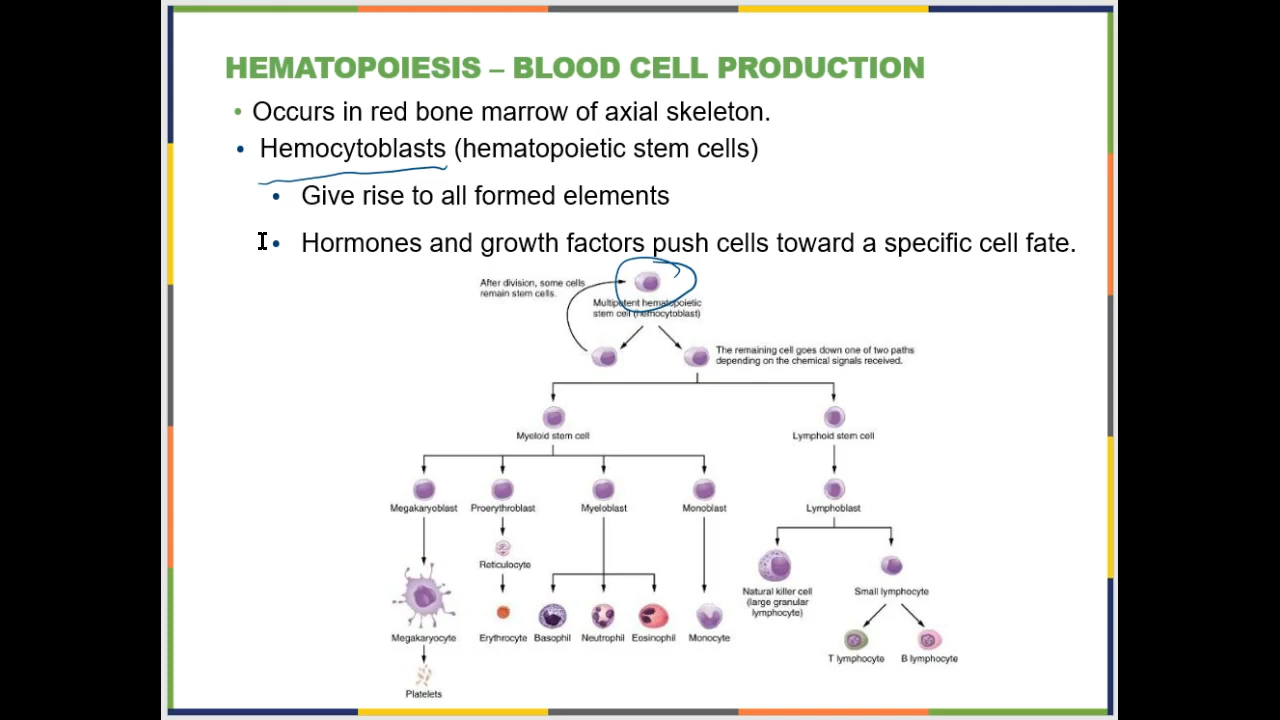 HEMATOPOIESIS – BLOOD CELL PRODUCTION
• Occurs in red bone marrow of axial skeleton.
• Hemocytoblasts (hematopoietic stem cells)
• Give rise to all formed elements
• Hormones and growth factors push cells toward a specific cell fate.
After division, some cells
remain stem cells.
Multipotent hematopoietic
stem cell (hemocytoblast)
The remaining cell goes down one of two paths
depending on the chemical signals received.
Myeloid stem cell
Lymphoid stem cell
Megakaryoblast
Proerythroblast
Myeloblast
Monoblast
Lymphoblast
Reticulocyte
Natural killer cell
(large granular
lymphocyte)
Small lymphocyte
Megakaryocyte
Erythrocyte
Basophil
Neutrophil
Eosinophil
Monocyte
T lymphocyte
B lymphocyte
Platelets